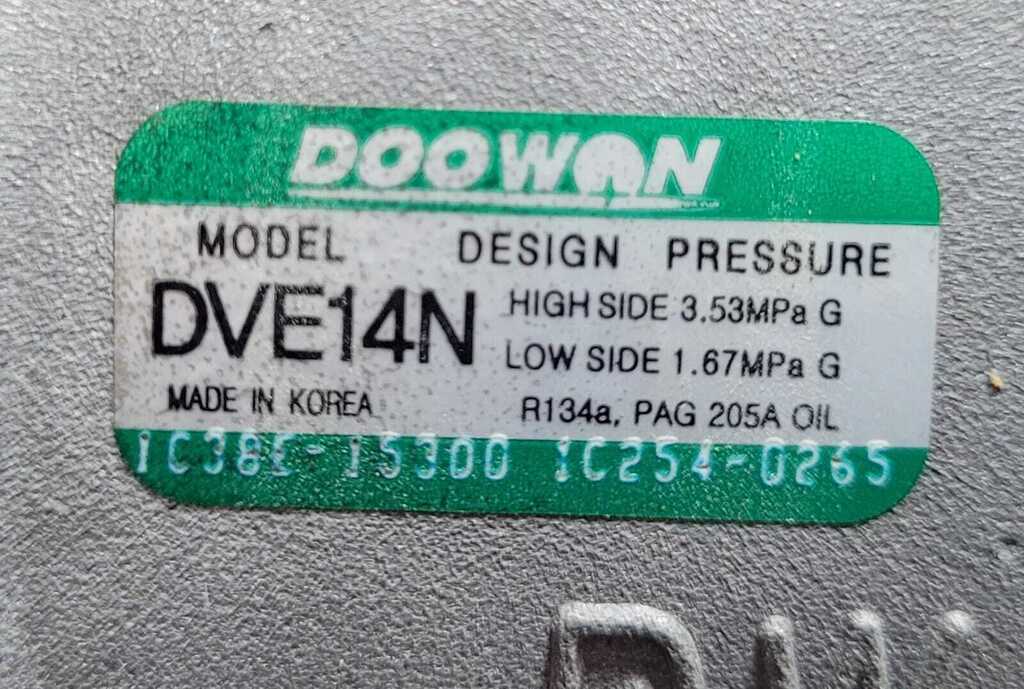 DOOWON
MODEL
DVE14N
MADE IN KOREA
DESIGN PRESSURE
HIGH SIDE 3.53MPa G
LOW SIDE 1.67MPa G
R134a, PAG 205A OIL
1C38E-15300 1C254-0265